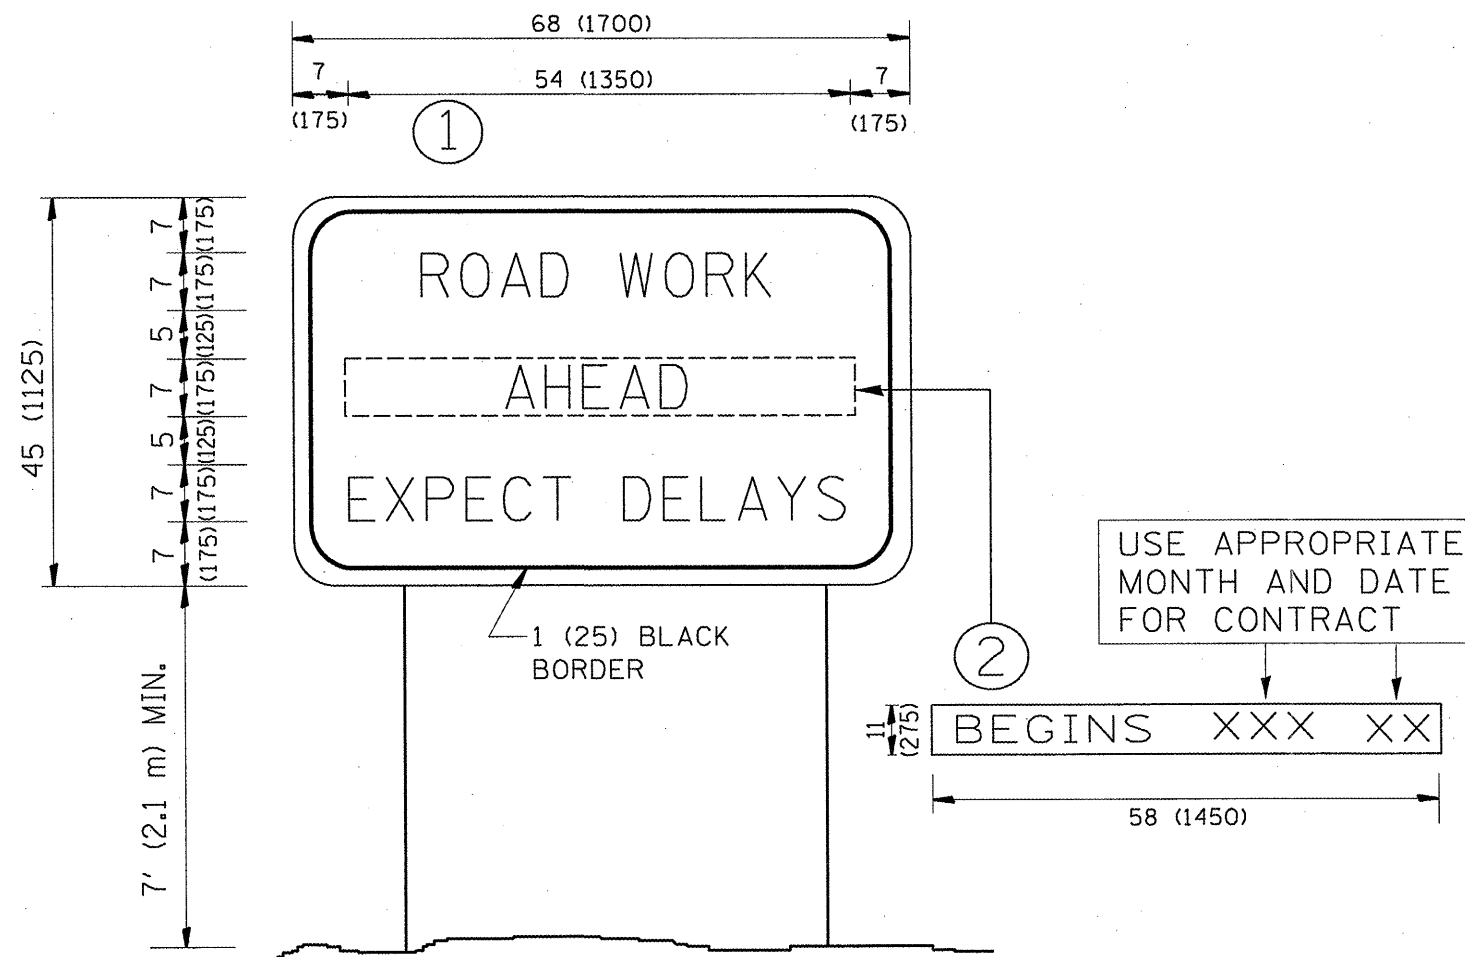 68 (1700)
7
54 (1350)
7
(175)
(175)
1
45 (1125)
7
(175)
7
(175)
5
(125)
7
(175)
5
(125)
7
(175)
7
(175)
ROAD WORK
AHEAD
EXPECT DELAYS
1 (25) BLACK
BORDER
7' (2.1 m) MIN.
2
USE APPROPRIATE
MONTH AND DATE
FOR CONTRACT
11
(275)
BEGINS XXX XX
58 (1450)